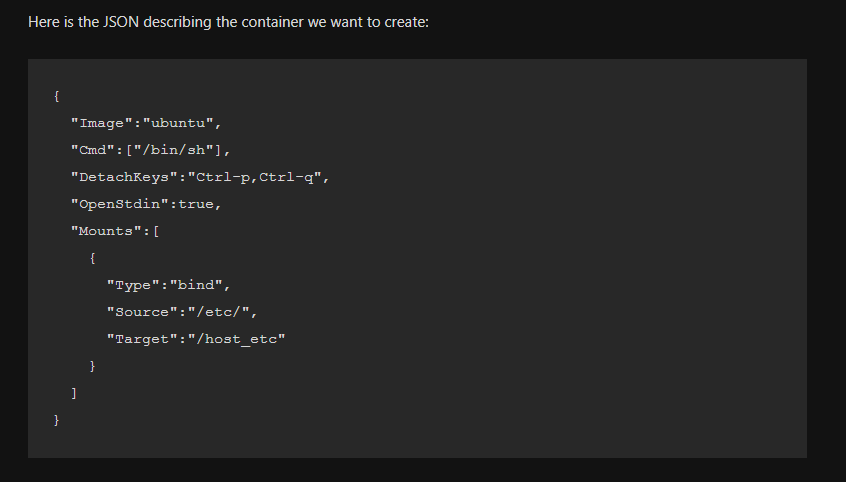 Here is the JSON describing the container we want to create:
{
"Image":"ubuntu",
"Cmd":["/bin/sh"],
"DetachKeys":"Ctrl-p,Ctrl-q",
"OpenStdin":true,
"Mounts":[
{
"Type":"bind",
"Source":"/etc/",
"Target":"/host_etc"
}
]
}